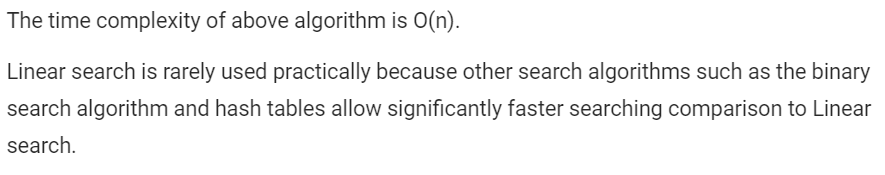 The time complexity of above algorithm is O(n).
Linear search is rarely used practically because other search algorithms such as the binary
search algorithm and hash tables allow significantly faster searching comparison to Linear
search.